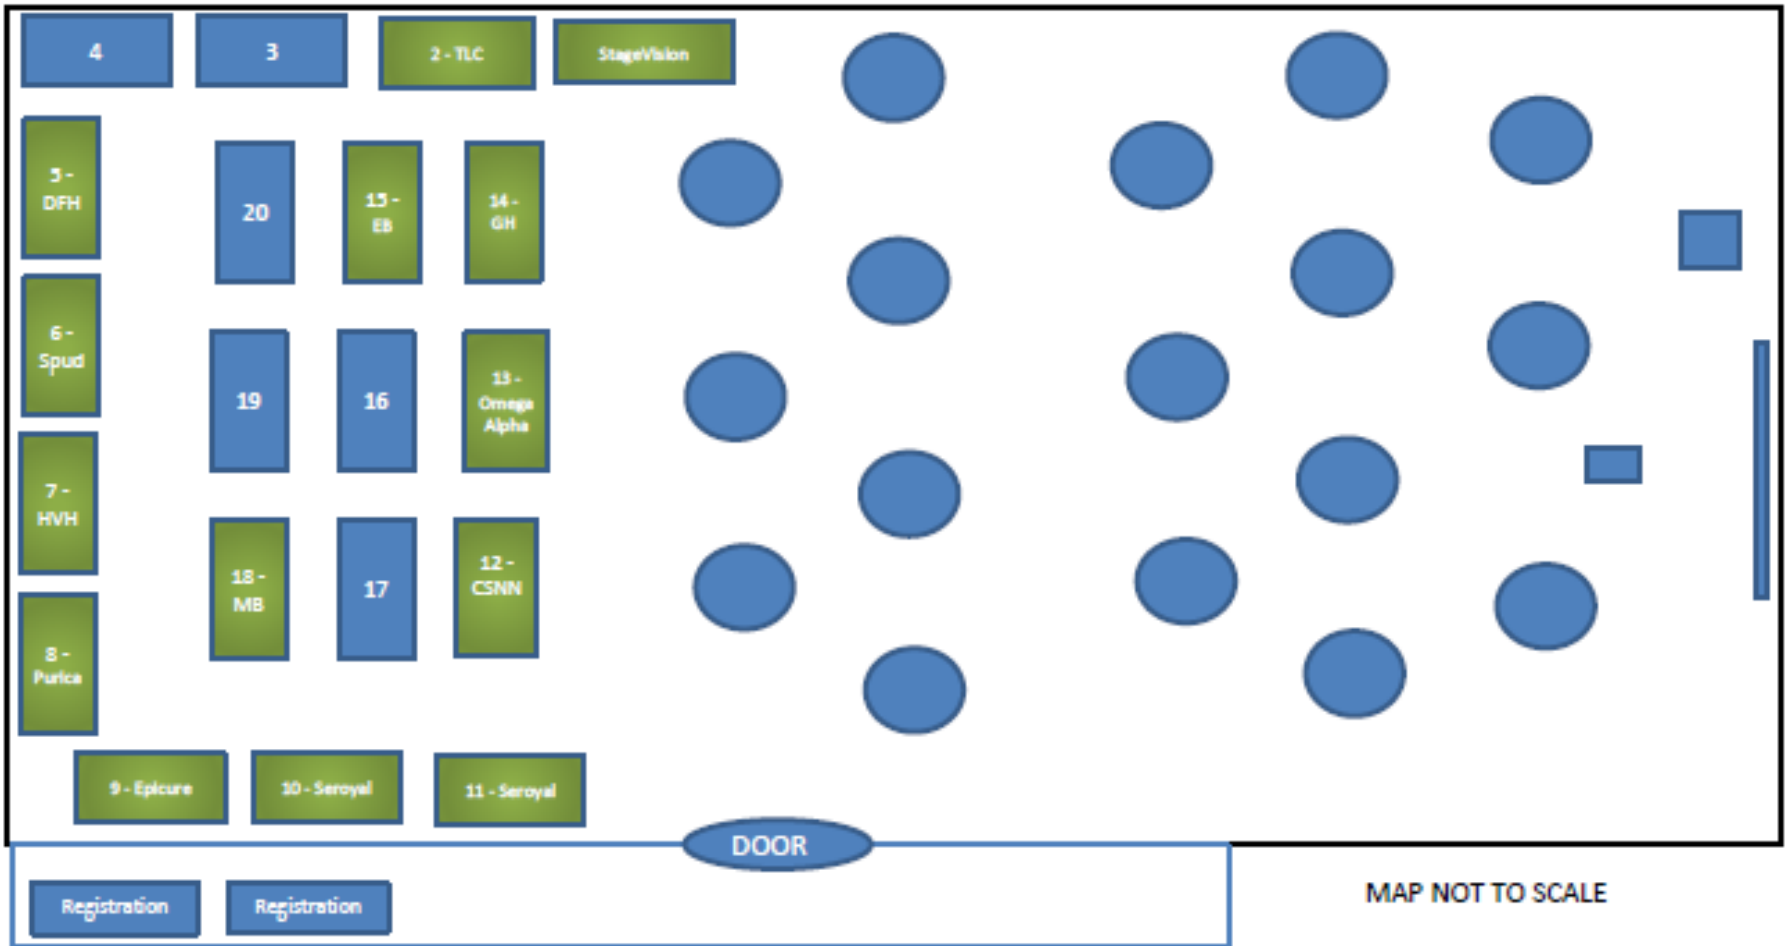 4
3
2 - TLC
StageVision
5 -
DFH
20
15 -
EB
14 -
GH
6 -
Spud
19
16
13 -
Omega
Alpha
7 -
HVH
18 -
MB
17
12 -
CSNN
8 -
Purica
9 - Epicure
10 - Seroyal
11 - Seroyal
DOOR
Registration
Registration
MAP NOT TO SCALE